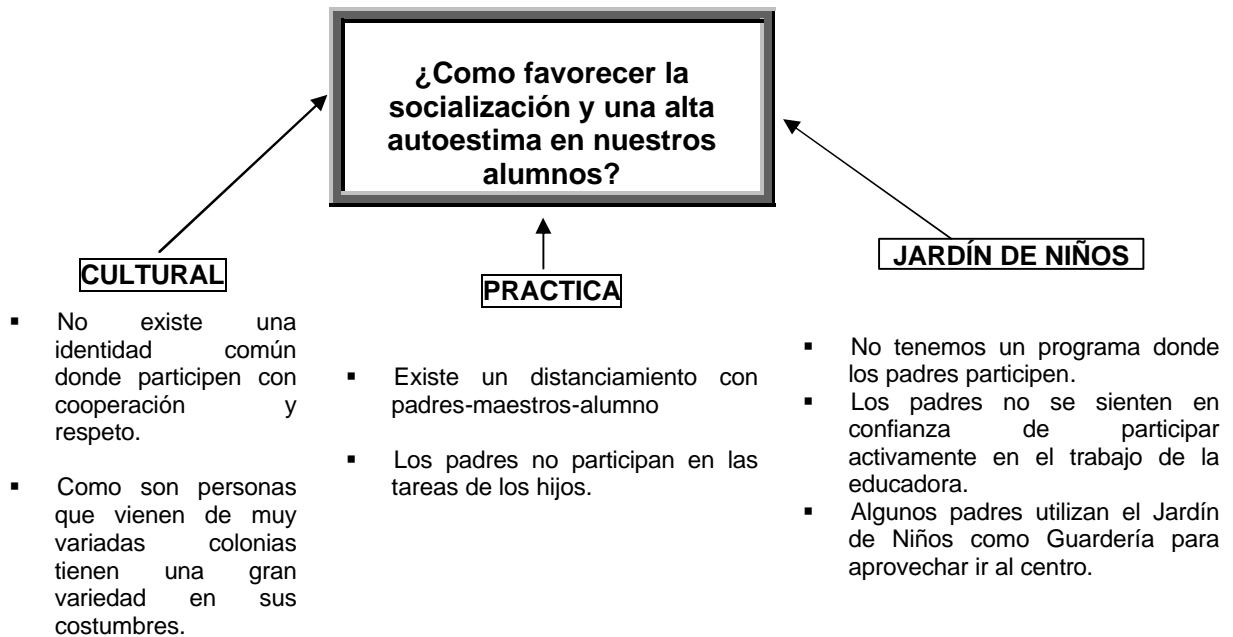 ¿Como favorecer la
socialización y una alta
autoestima en nuestros
alumnos?
CULTURAL
▪ No existe una
identidad común
donde participen con
cooperación y
respeto.
▪ Como son personas
que vienen de muy
variadas colonias
tienen una gran
variedad en sus
costumbres.
PRACTICA
▪ Existe un distanciamiento con
padres-maestros-alumno
▪ Los padres no participan en las
tareas de los hijos.
JARDÍN DE NIÑOS
▪ No tenemos un programa donde
los padres participen.
▪ Los padres no se sienten en
confianza de participar
activamente en el trabajo de la
educadora.
▪ Algunos padres utilizan el Jardín
de Niños como Guardería para
aprovechar ir al centro.